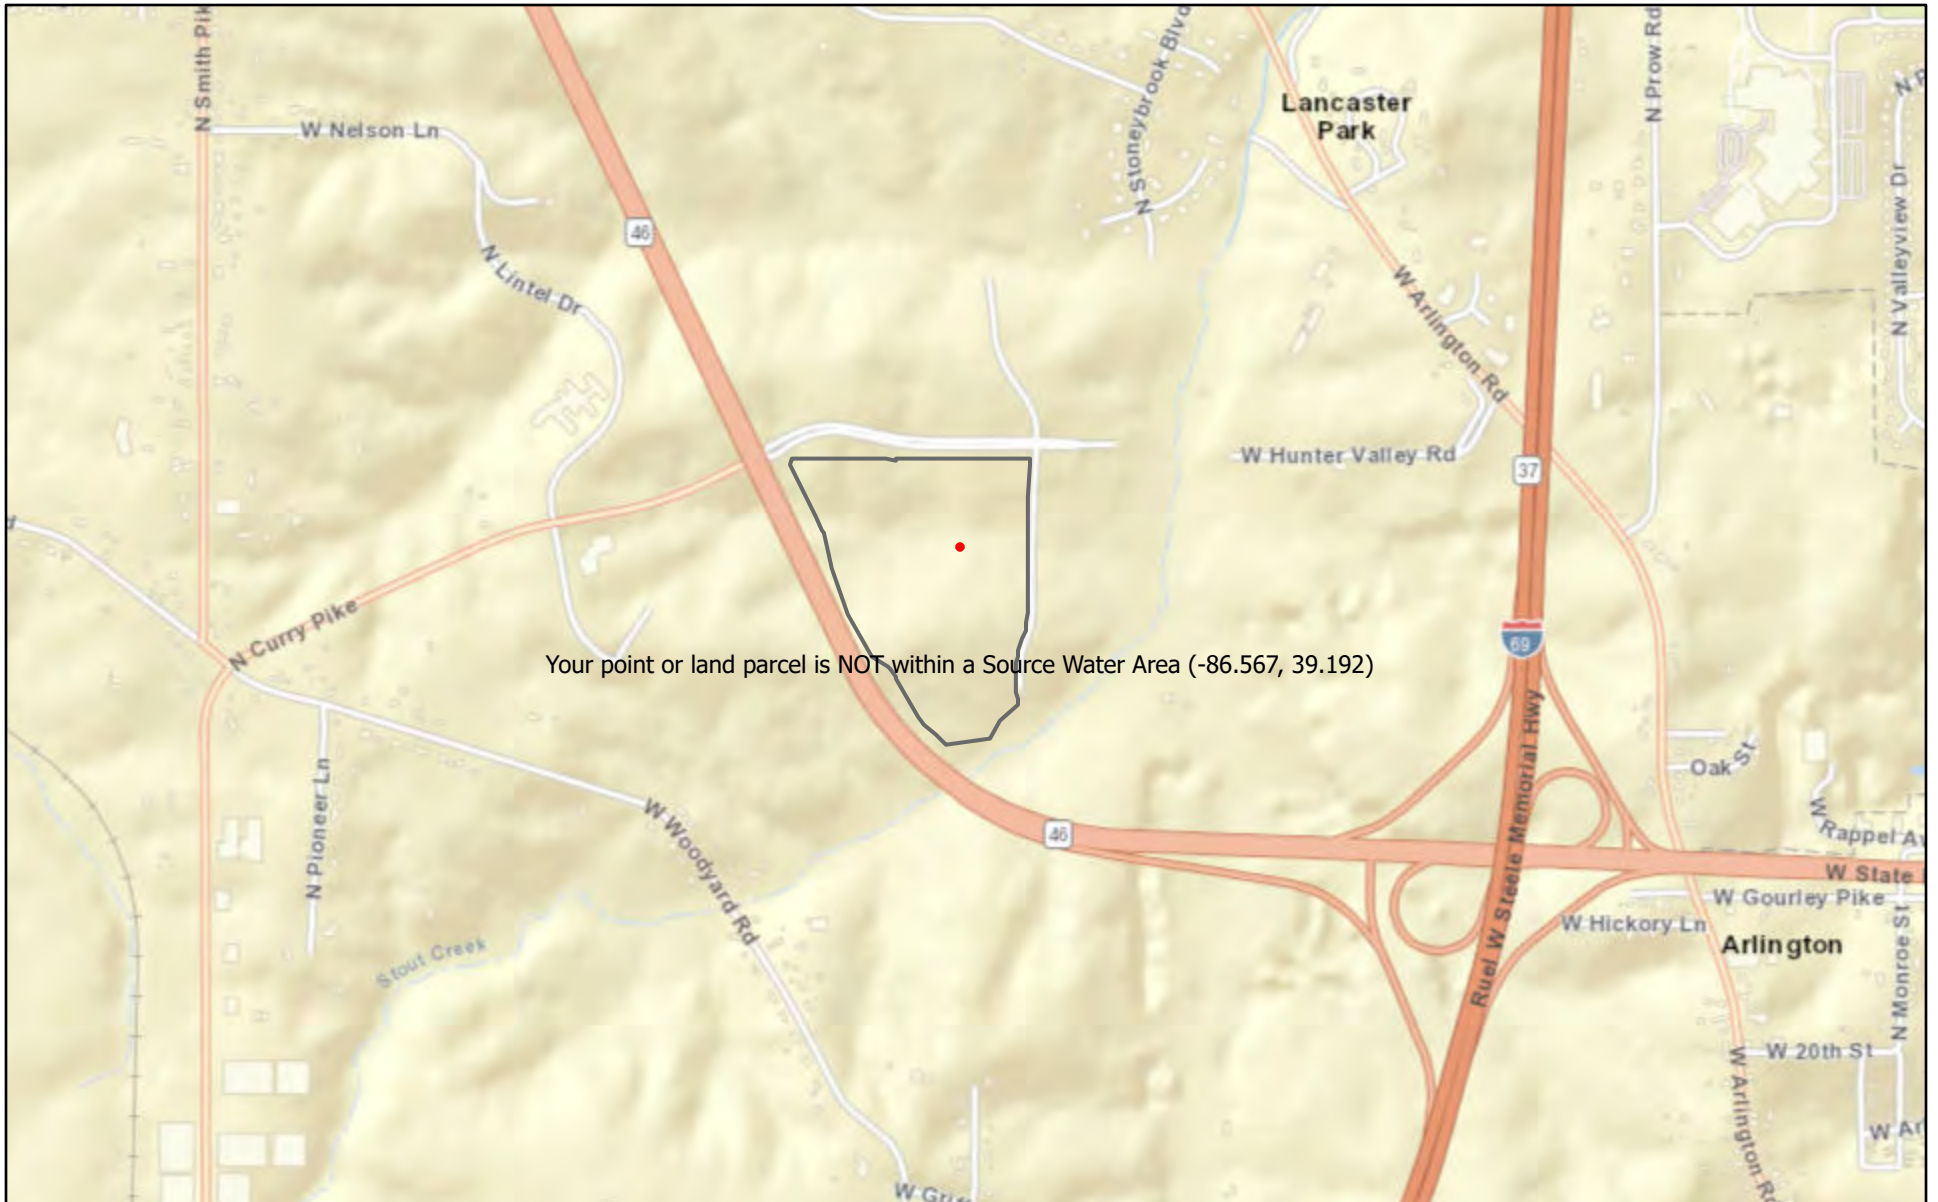 N Smith Pik
N Stoneybrook Blvd
N Prow Rd
Lancaster
Park
W Nelson Ln
N Valleyview Dr
46
N Lintel Dr
W Arlington Rd
W Hunter Valley Rd
37
N Curry Pike
69
Your point or land parcel is NOT within a Source Water Area (-86.567, 39.192)
Ruel W Steele Memorial Hwy
Oak St
N Pioneer Ln
W Woodyard Rd
46
W Rappel Av
W State
W Gourley Pike
W Hickory Ln
Arlington
Stout Creek
N Monroe St
W 20th St
W Arlington Rd
W Ar
W Grif